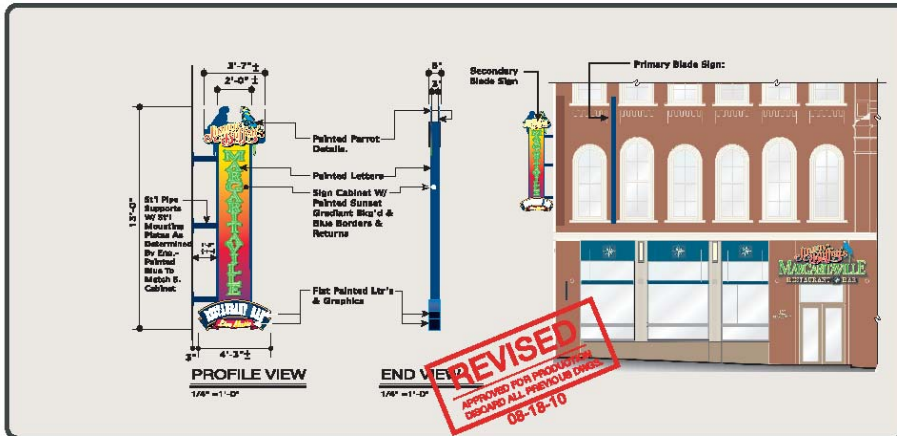 3'-7"±
2'-0"±
13'-0"
St'l Pipe
Supports
W/ St'l
Mounting
Plates As
Determined
By Eng.-
Painted
Blue To
Match S.
Cabinet
MARGARITAVILLE
3"
4'-3"±
PROFILE VIEW
1/4" =1'-0"
Painted Parrot
Details.
Painted Letters
Sign Cabinet W/
Painted Sunset
Gradient Bkg'd &
Blue Borders &
Returns
Flat Painted Ltr's
& Graphics
END VIEW
1/4" =1'-0"
REVISED
APPROVED FOR PRODUCTION
DISCARD ALL PREVIOUS DWGS.
08-18-10
Secondary
Blade Sign
Primary Blade Sign:
MARGARITAVILLE
MARGARITAVILLE
RESTAURANT BAR